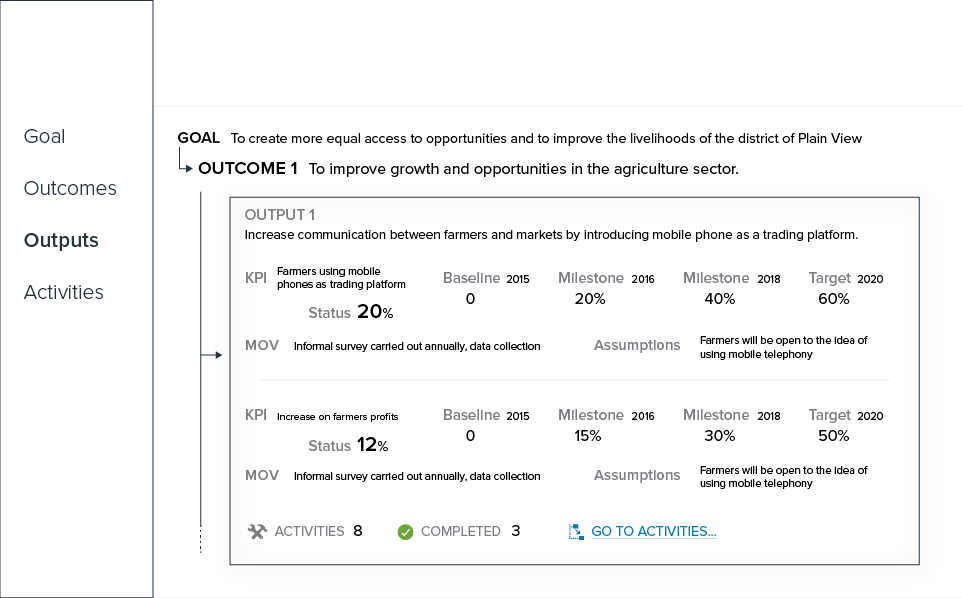 Goal
Outcomes
Outputs
Activities
GOAL To create more equal access to opportunities and to improve the livelihoods of the district of Plain View
OUTCOME 1 To improve growth and opportunities in the agriculture sector.
OUTPUT 1
Increase communication between farmers and markets by introducing mobile phone as a trading platform.
KPI Farmers using mobile
phones as trading platform
Status 20%
Baseline 2015
0
Milestone 2016
20%
Milestone 2018
40%
Target 2020
60%
MOV Informal survey carried out annually, data collection
Assumptions Farmers will be open to the idea of
using mobile telephony
KPI Increase on farmers profits
Status 12%
Baseline 2015
0
Milestone 2016
15%
Milestone 2018
30%
Target 2020
50%
MOV Informal survey carried out annually, data collection
Assumptions Farmers will be open to the idea of
using mobile telephony
ACTIVITIES 8 COMPLETED 3 GO TO ACTIVITIES...